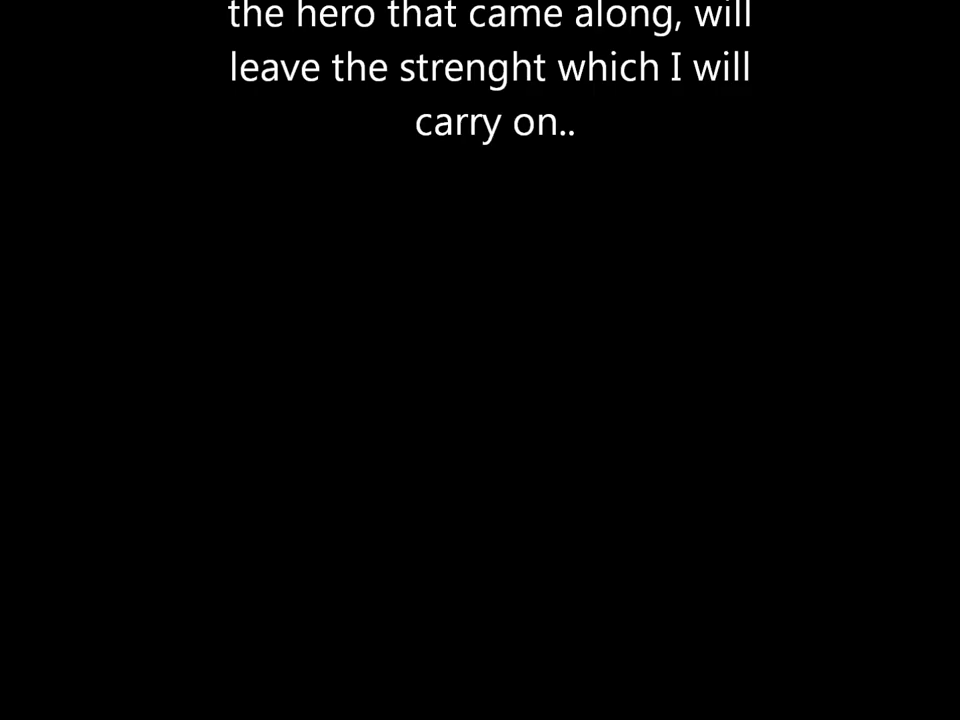 the hero that came along, will
leave the strenght which I will
carry on..